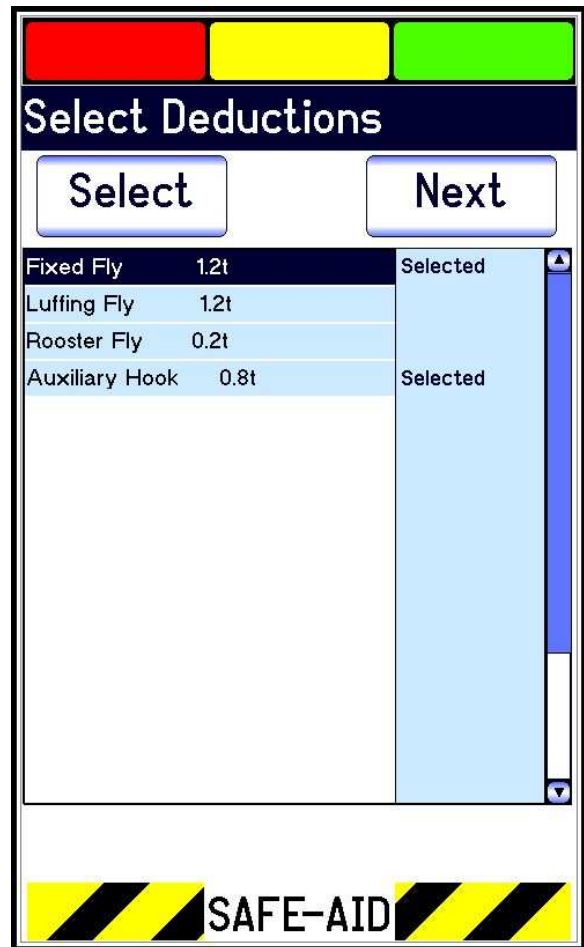 Select Deductions
Select Next
Fixed Fly 1.2t Selected
Luffing Fly 1.2t
Rooster Fly 0.2t
Auxiliary Hook 0.8t Selected
SAFE-AID